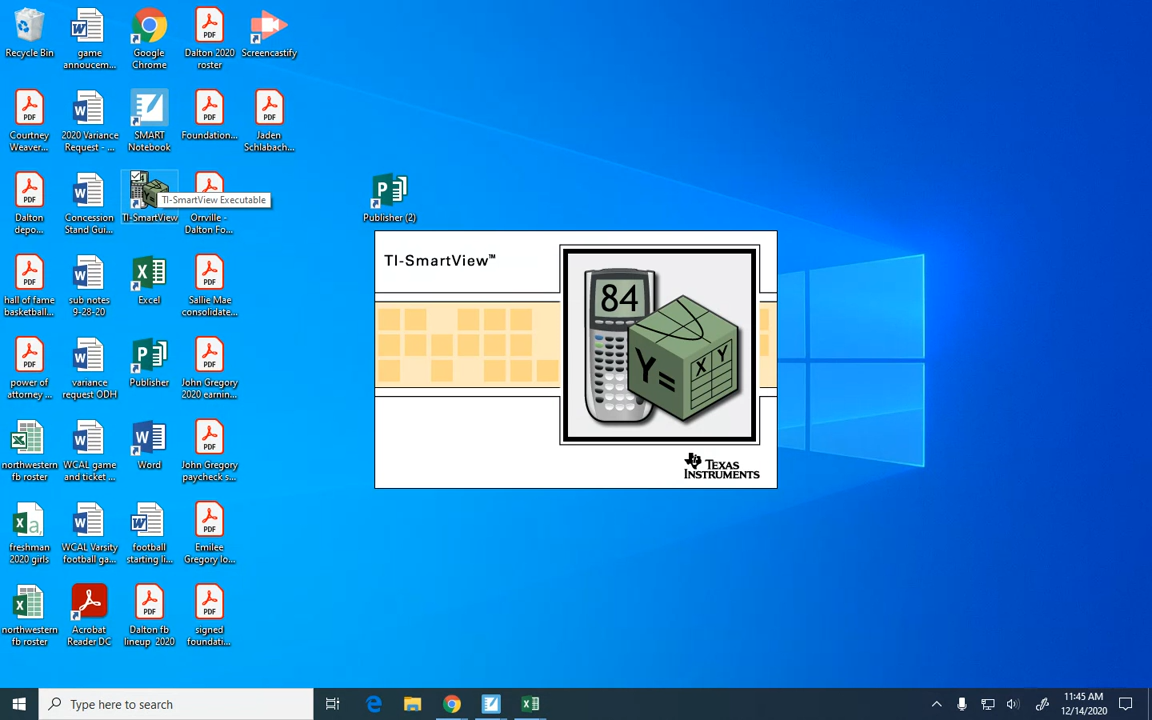 Recycle Bin
game
annoucem...
Google
Chrome
Dalton 2020
roster
Screencastify
Courtney
Weaver...
2020 Variance
Request - ...
SMART
Notebook
Foundation...
Jaden
Schlabach...
Dalton
depo...
Concession
Stand Gui...
TI-SmartView
TI-SmartView Executable
Orrville -
Dalton Fo...
Publisher (2)
hall of fame
basketball...
sub notes
9-28-20
Excel
Sallie Mae
consolidate...
power of
attorney ...
variance
request ODH
Publisher
John Gregory
2020 earnin...
northwestern
fb roster
WCAL game
and ticket ...
Word
John Gregory
paycheck s...
freshman
2020 girls
WCAL Varsity
football ga...
football
starting li...
Emilee
Gregory lo...
northwestern
fb roster
Acrobat
Reader DC
Dalton fb
lineup 2020
signed
foundati...
TI-SmartView™
84
Y=
X Y
TEXAS
INSTRUMENTS
Type here to search
11:45 AM
12/14/2020